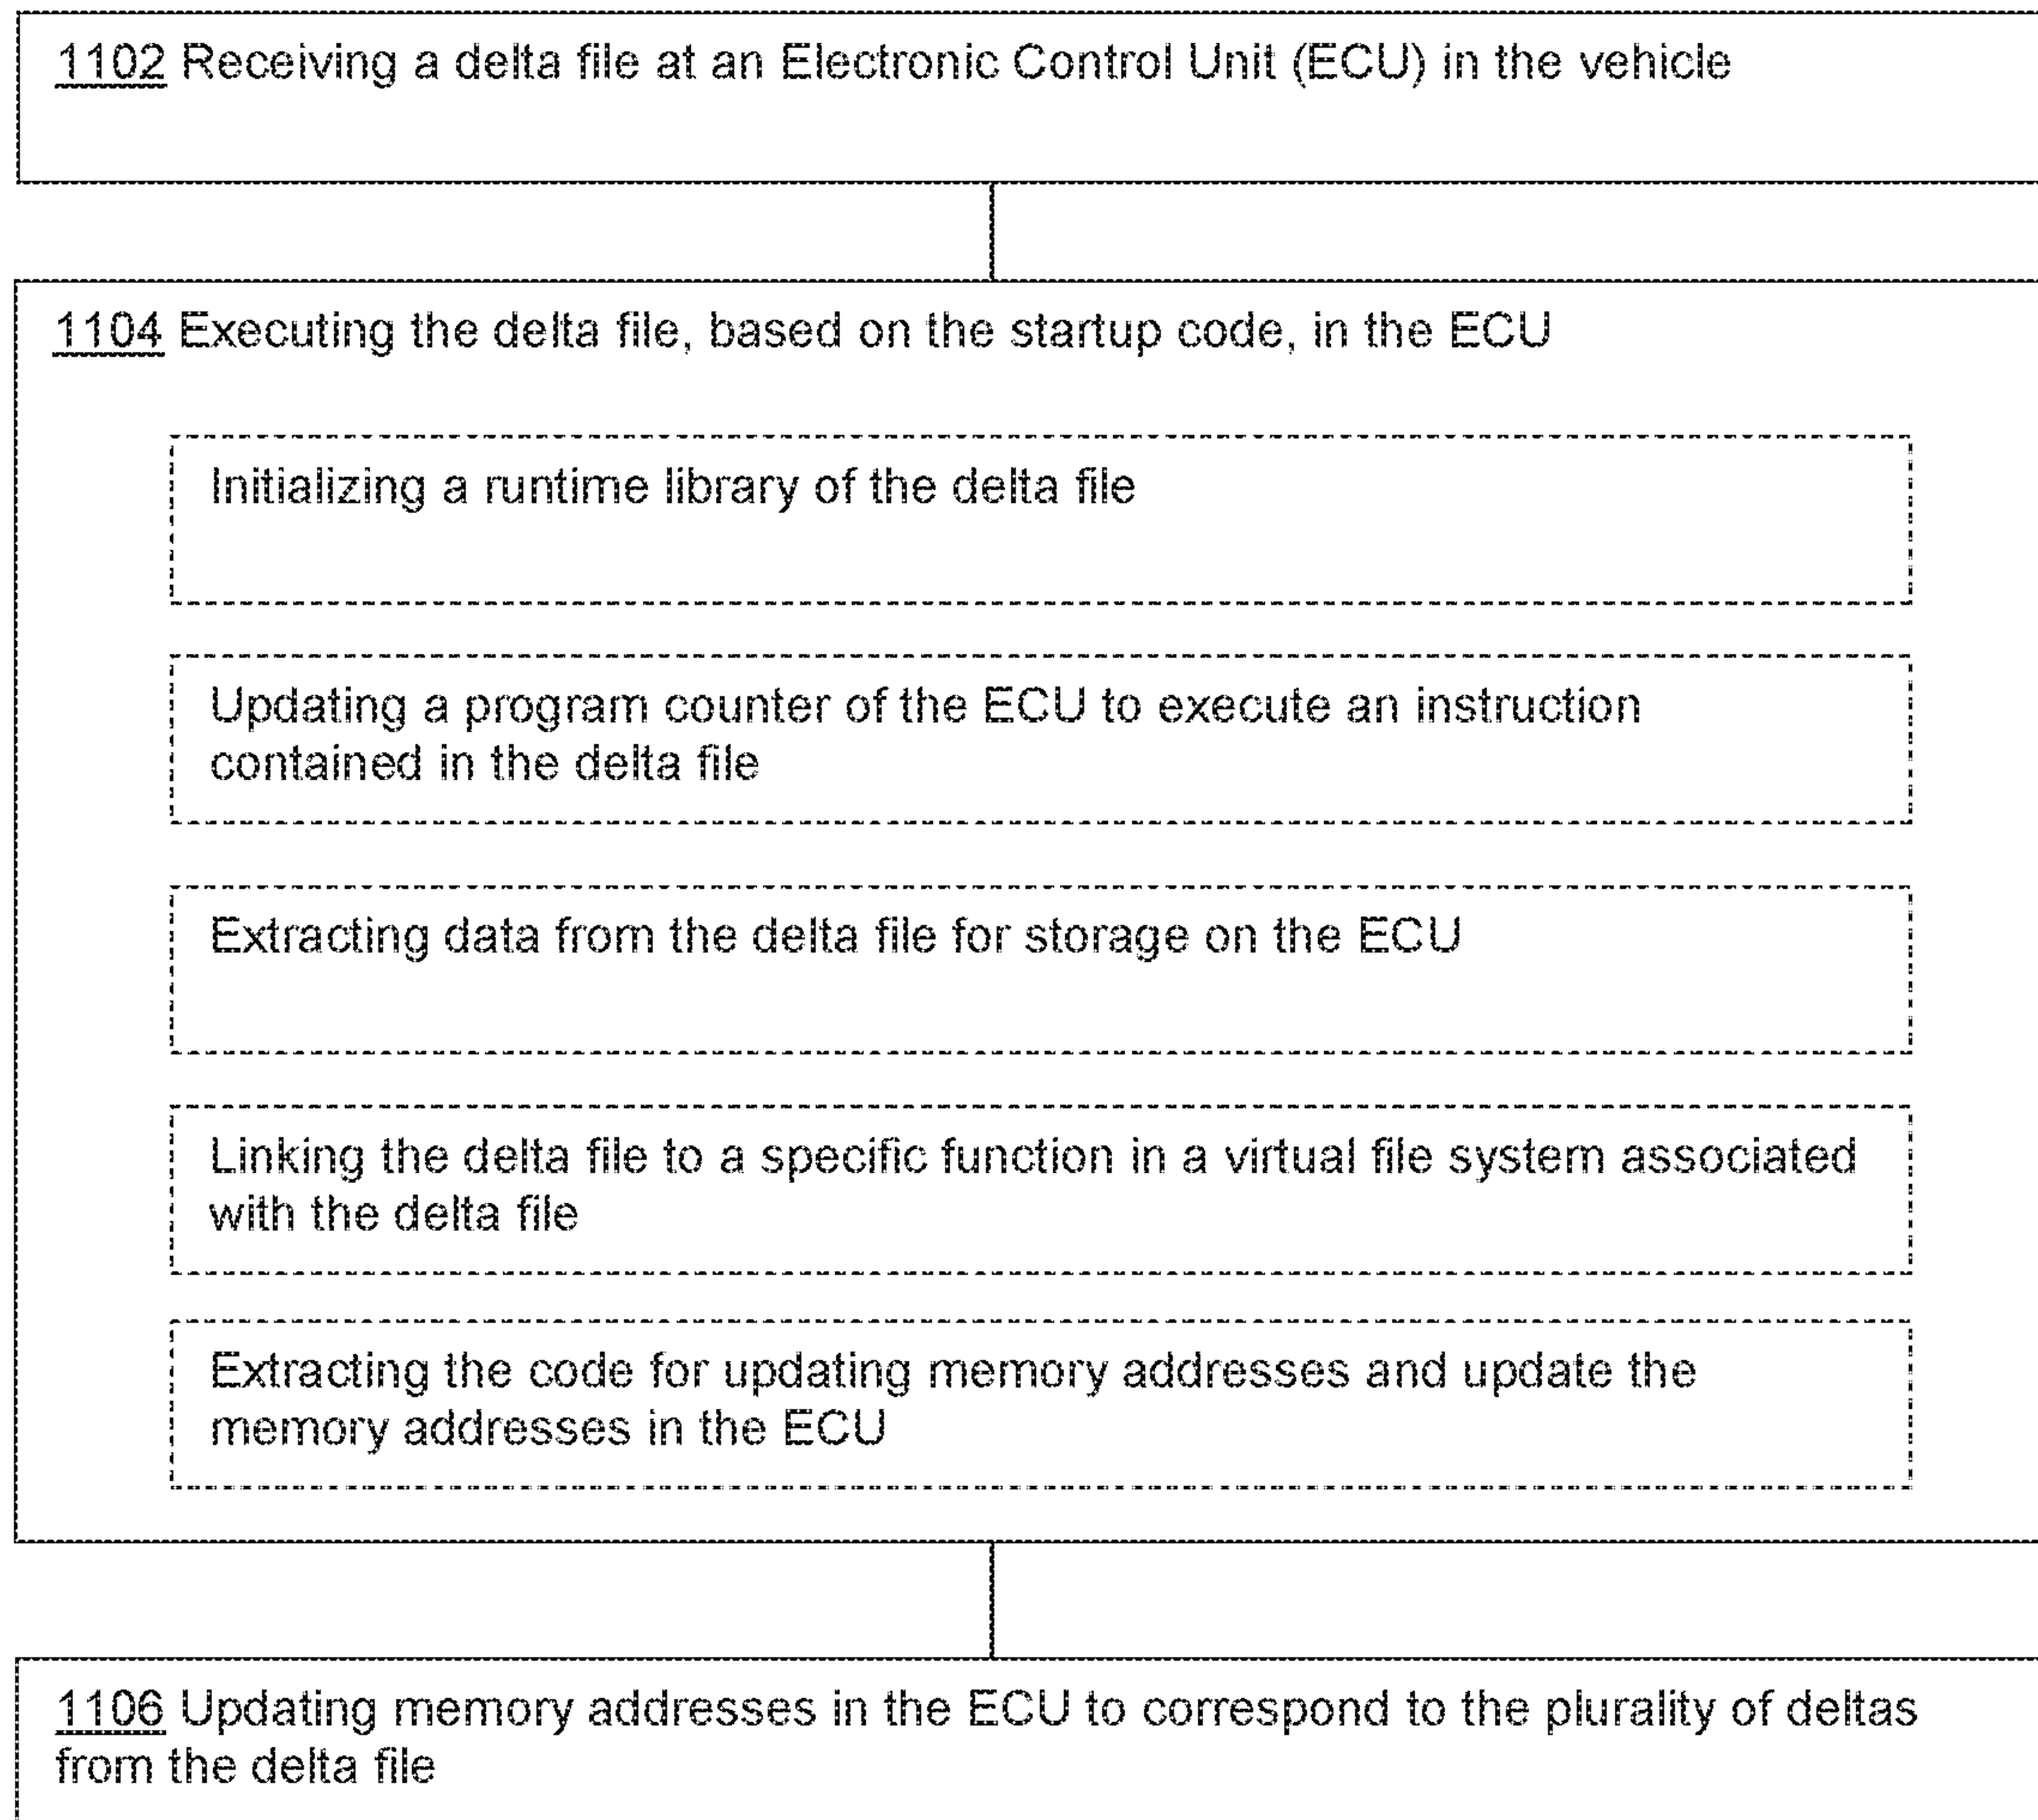 1102 Receiving a delta file at an Electronic Control Unit (ECU) in the vehicle
1104 Executing the delta file, based on the startup code, in the ECU
Initializing a runtime library of the delta file
Updating a program counter of the ECU to execute an instruction
contained in the delta file
Extracting data from the delta file for storage on the ECU
Linking the delta file to a specific function in a virtual file system associated
with the delta file
Extracting the code for updating memory addresses and update the
memory addresses in the ECU
1106 Updating memory addresses in the ECU to correspond to the plurality of deltas
from the delta file